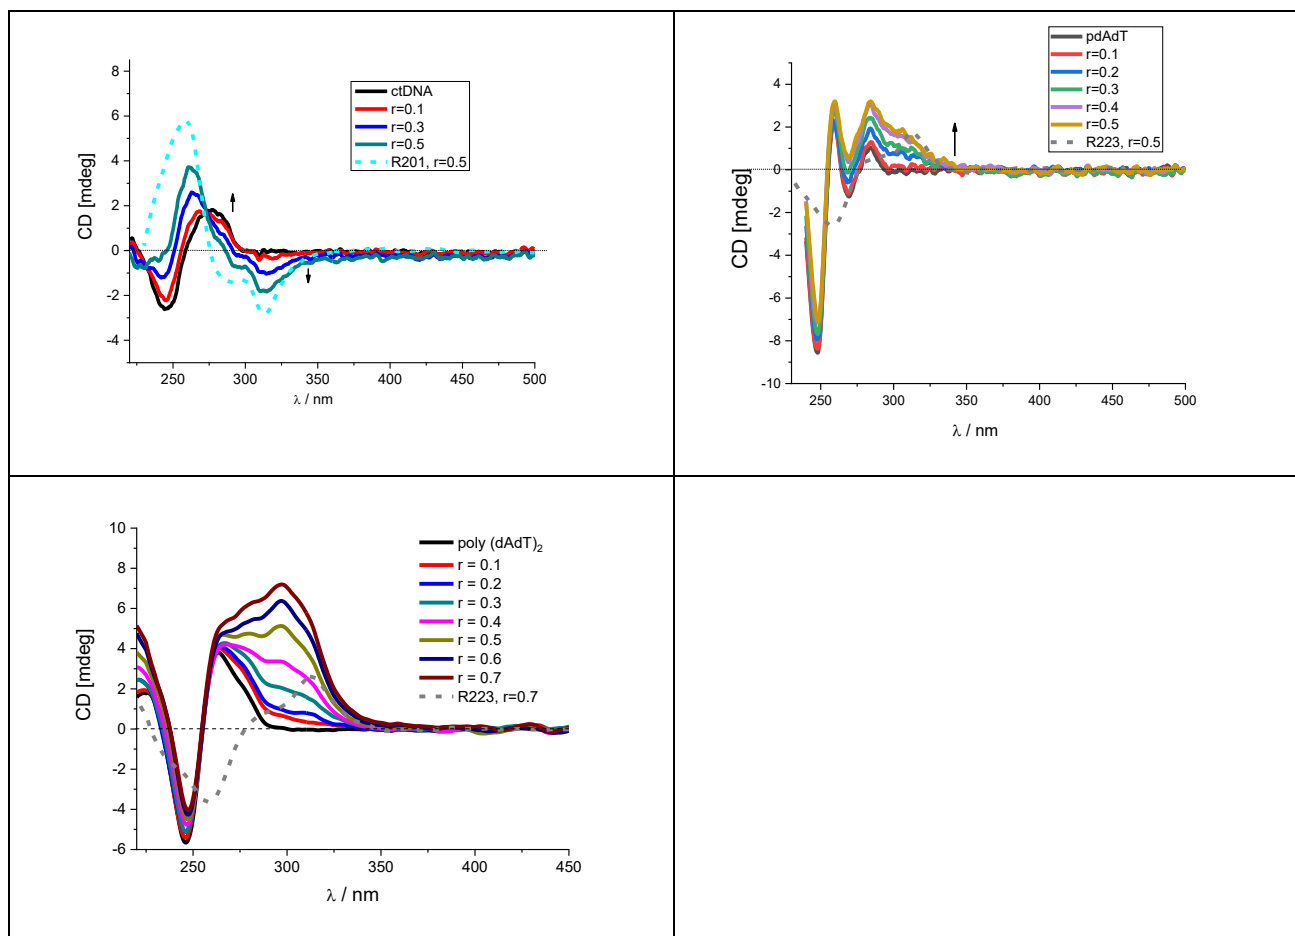 8
6
4
2
0
-2
-4
CD [mdeg]
250
300
350
400
450
500
λ / nm
ctDNA
r=0.1
r=0.3
r=0.5
R201, r=0.5
4
2
0
-2
-4
-6
-8
-10
CD [mdeg]
250
300
350
400
450
500
λ / nm
pdAdT
r=0.1
r=0.2
r=0.3
r=0.4
r=0.5
R223, r=0.5
10
8
6
4
2
0
-2
-4
-6
CD [mdeg]
250
300
350
400
450
λ / nm
poly (dAdT)₂
r = 0.1
r = 0.2
r = 0.3
r = 0.4
r = 0.5
r = 0.6
r = 0.7
R223, r=0.7